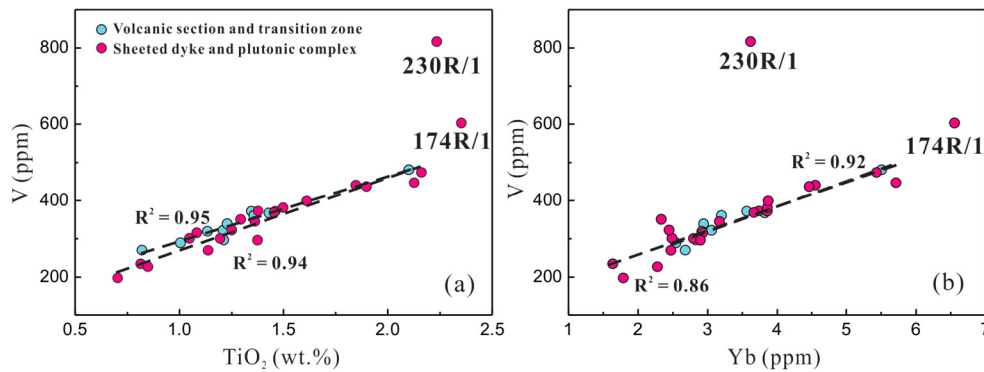 Volcanic section and transition zone
Sheeted dyke and plutonic complex
230R/1
174R/1
R² = 0.95
R² = 0.94
(a)
V (ppm)
800
600
400
200
0.5 1.0 1.5 2.0 2.5
TiO₂ (wt.%)
230R/1
174R/1
R² = 0.92
R² = 0.86
(b)
V (ppm)
800
600
400
200
1 2 3 4 5 6 7
Yb (ppm)